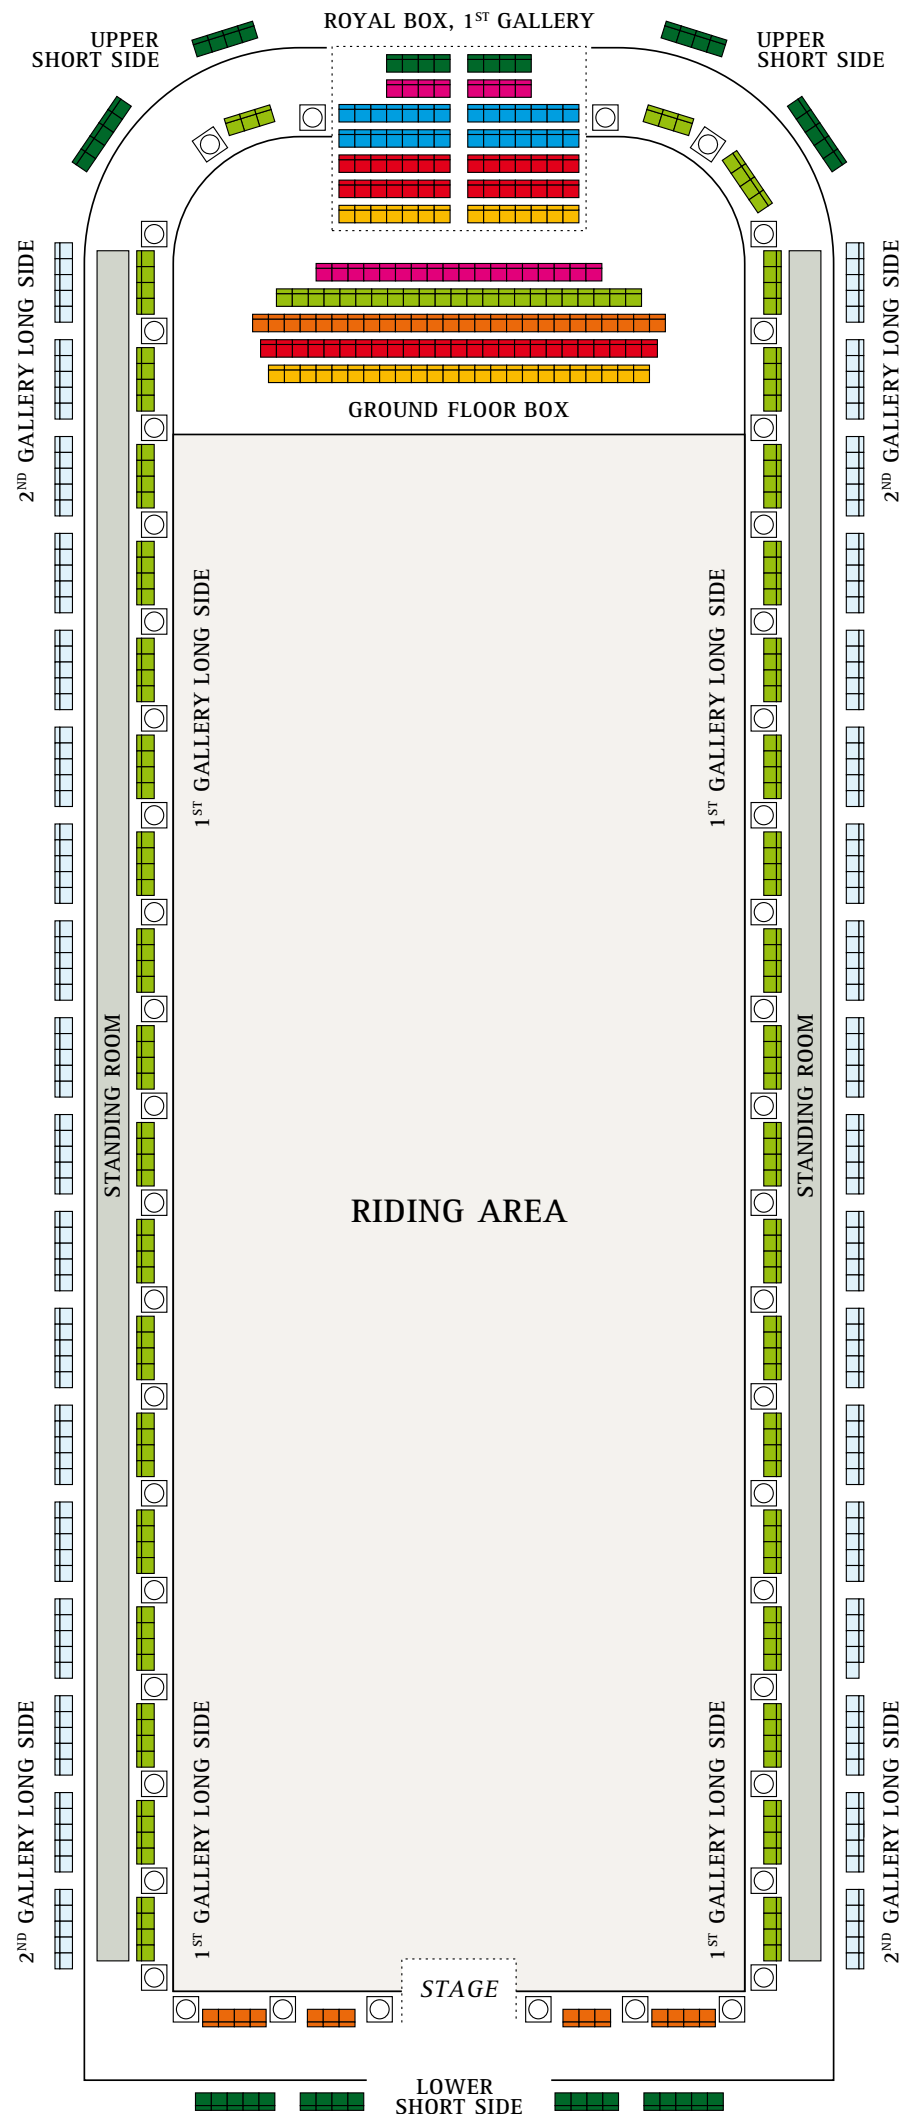 ROYAL BOX, 1ST GALLERY
UPPER
SHORT SIDE
UPPER
SHORT SIDE
2ND GALLERY LONG SIDE
2ND GALLERY LONG SIDE
GROUND FLOOR BOX
1ST GALLERY LONG SIDE
1ST GALLERY LONG SIDE
STANDING ROOM
STANDING ROOM
RIDING AREA
2ND GALLERY LONG SIDE
1ST GALLERY LONG SIDE
1ST GALLERY LONG SIDE
2ND GALLERY LONG SIDE
STAGE
LOWER
SHORT SIDE